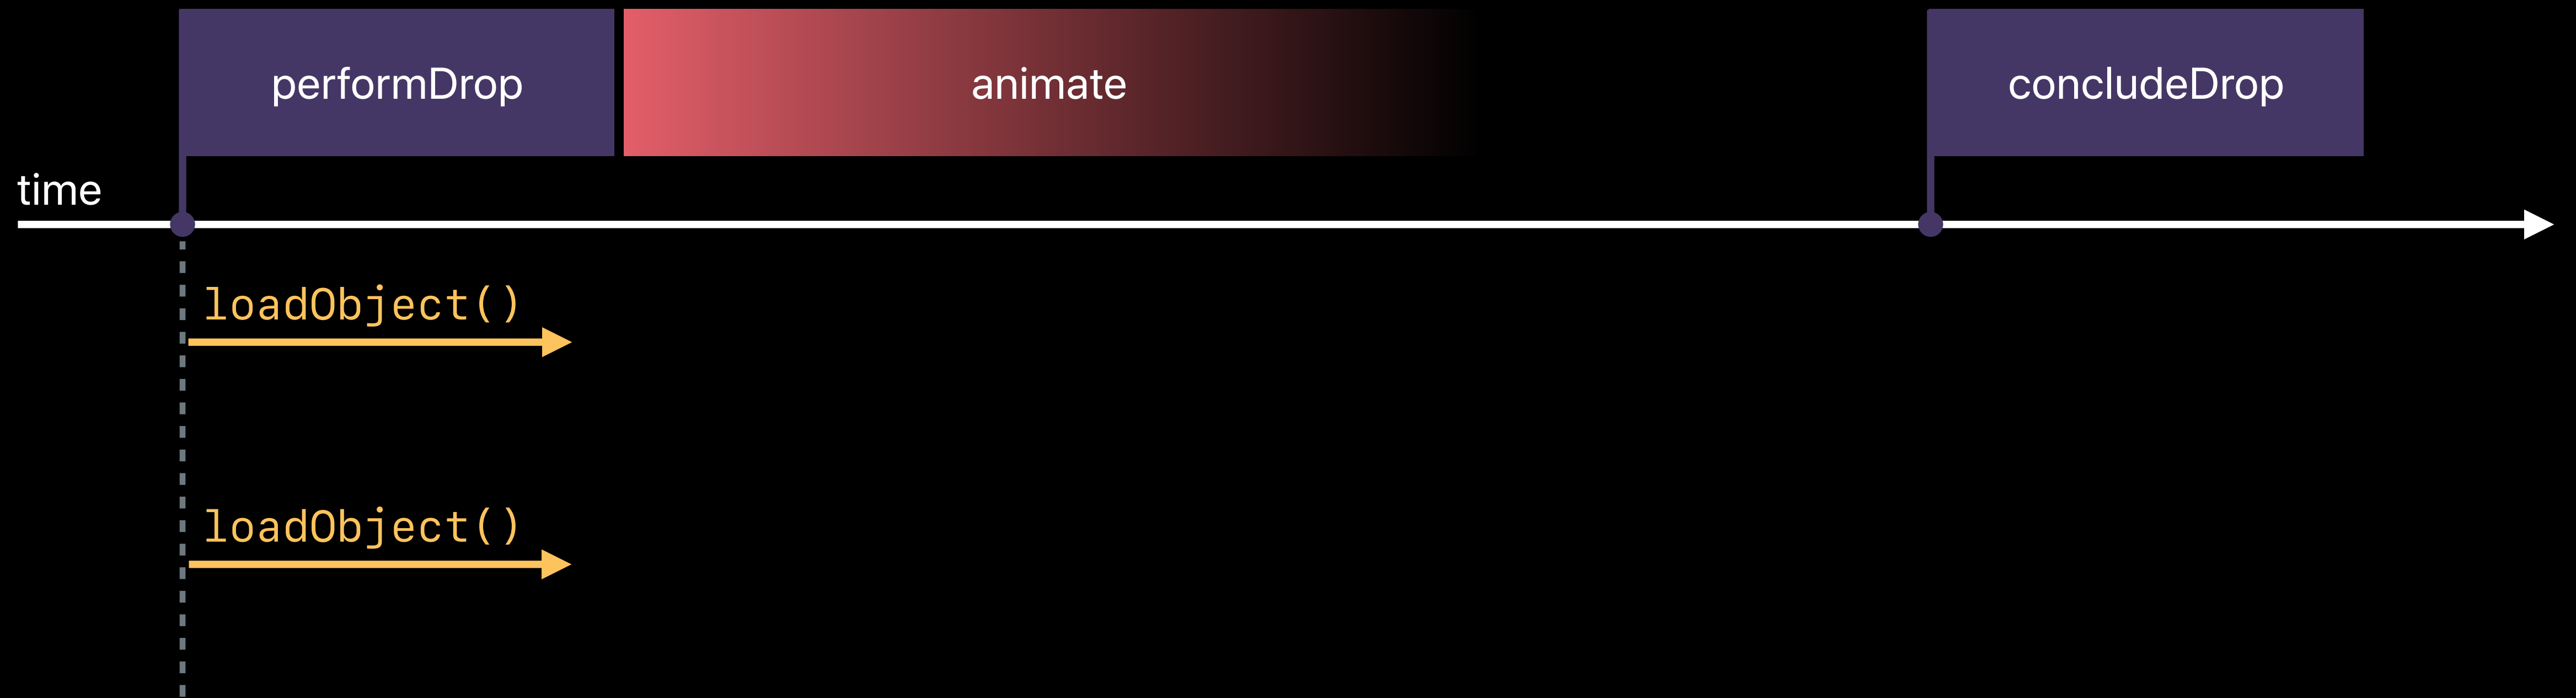 performDrop
animate
concludeDrop
time
loadObject()
loadObject()